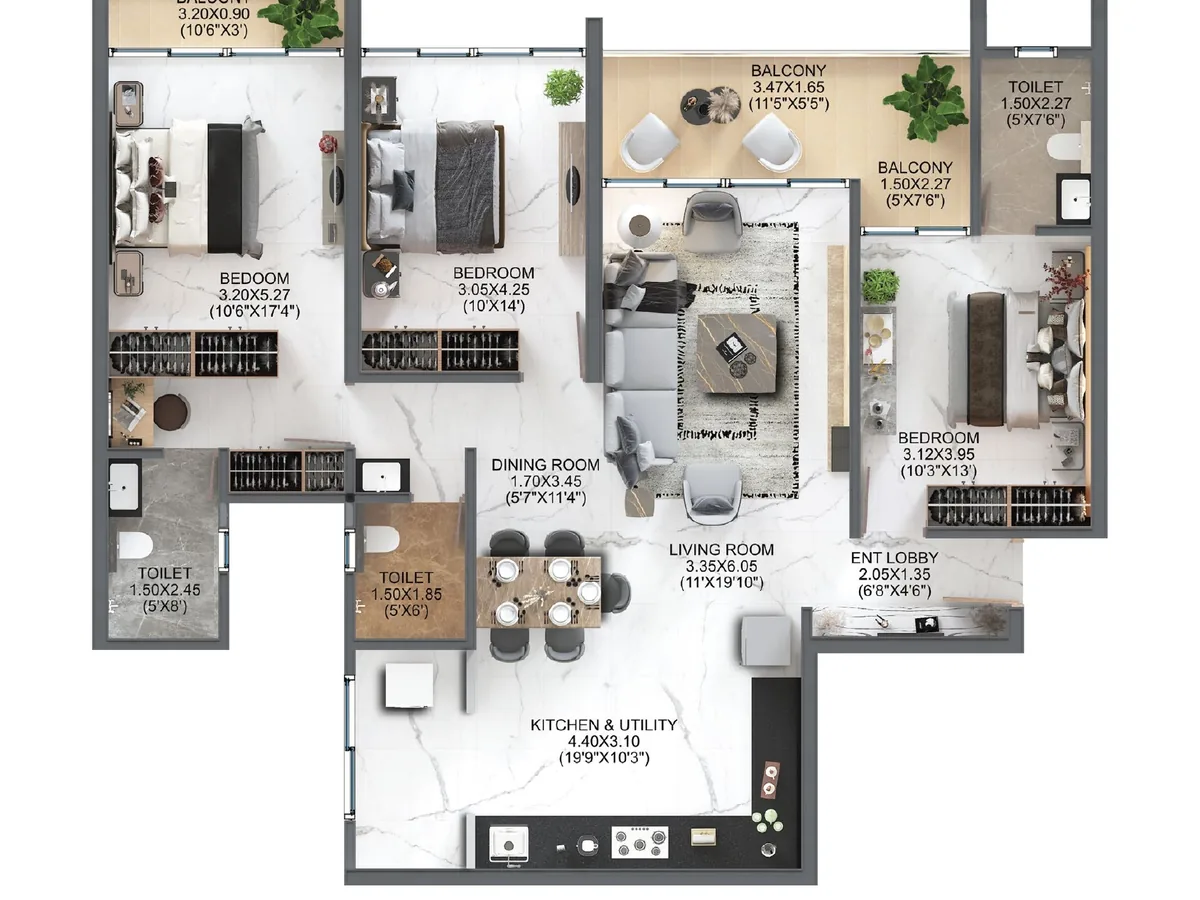 BALCONY
3.20X0.90
(10'6"X3')
BALCONY
3.47X1.65
(11'5"X5'5")
TOILET
1.50X2.27
(5'X7'6")
BALCONY
1.50X2.27
(5'X7'6")
BEDOOM
3.20X5.27
(10'6"X17'4")
BEDROOM
3.05X4.25
(10'X14')
BEDROOM
3.12X3.95
(10'3"X13')
DINING ROOM
1.70X3.45
(5'7"X11'4")
LIVING ROOM
3.35X6.05
(11'X19'10")
ENT LOBBY
2.05X1.35
(6'8"X4'6")
TOILET
1.50X2.45
(5'X8')
TOILET
1.50X1.85
(5'X6')
KITCHEN & UTILITY
4.40X3.10
(19'9"X10'3")